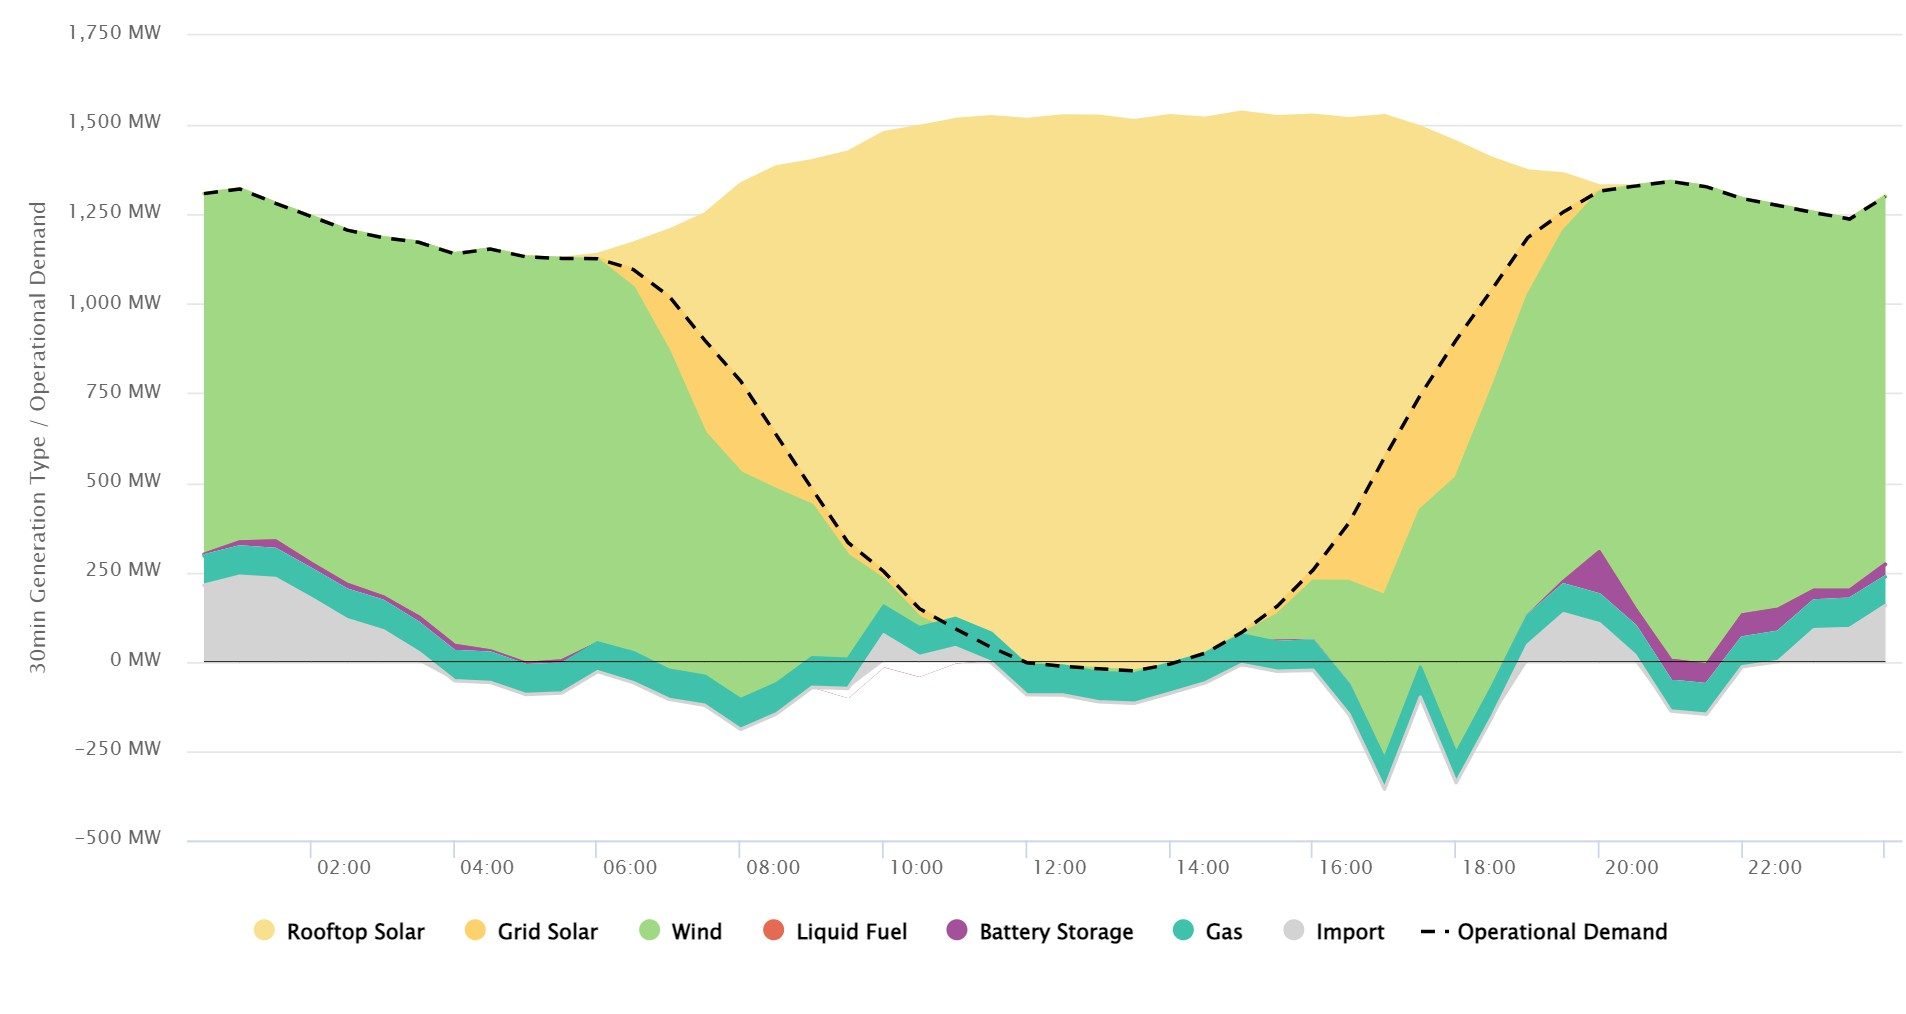 30min Generation Type / Operational Demand
1,750 MW
1,500 MW
1,250 MW
1,000 MW
750 MW
500 MW
250 MW
0 MW
−250 MW
−500 MW
02:00 04:00 06:00 08:00 10:00 12:00 14:00 16:00 18:00 20:00 22:00
Rooftop Solar Grid Solar Wind Liquid Fuel Battery Storage Gas Import Operational Demand